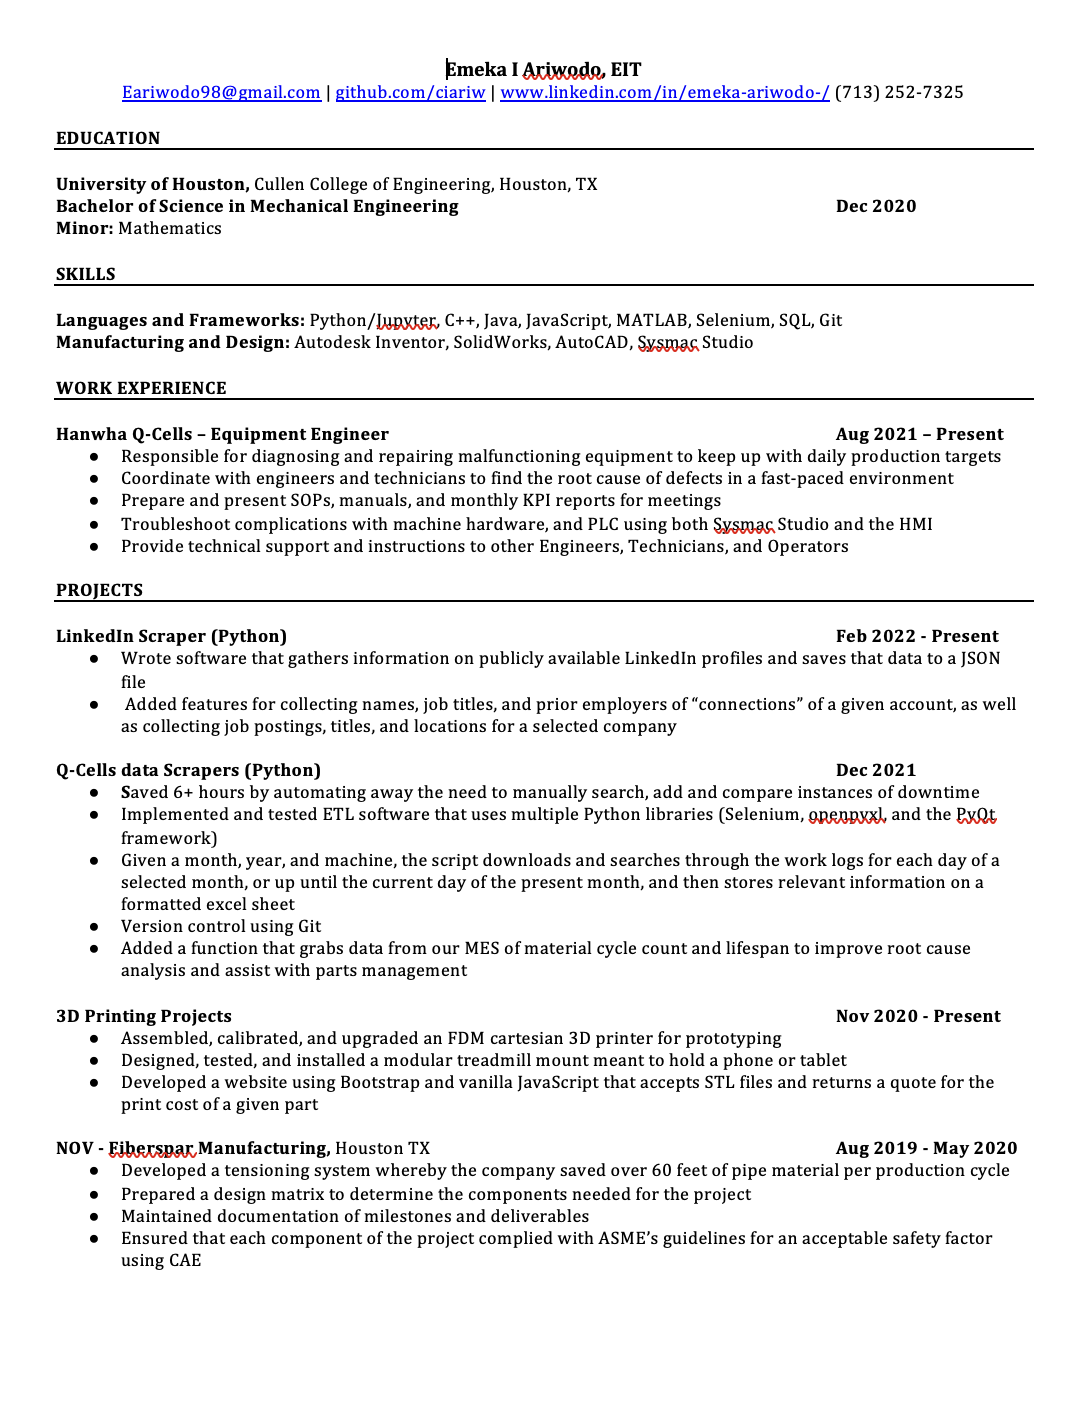 Emeka I Ariwodo, EIT
Eariwodo98@gmail.com | github.com/ciariw | www.linkedin.com/in/emeka-ariwodo-/ (713) 252-7325
EDUCATION
University of Houston, Cullen College of Engineering, Houston, TX
Bachelor of Science in Mechanical Engineering Dec 2020
Minor: Mathematics
SKILLS
Languages and Frameworks: Python/Jupyter, C++, Java, JavaScript, MATLAB, Selenium, SQL, Git
Manufacturing and Design: Autodesk Inventor, SolidWorks, AutoCAD, Sysmac Studio
WORK EXPERIENCE
Hanwha Q-Cells – Equipment Engineer Aug 2021 – Present
● Responsible for diagnosing and repairing malfunctioning equipment to keep up with daily production targets
● Coordinate with engineers and technicians to find the root cause of defects in a fast-paced environment
● Prepare and present SOPs, manuals, and monthly KPI reports for meetings
● Troubleshoot complications with machine hardware, and PLC using both Sysmac Studio and the HMI
● Provide technical support and instructions to other Engineers, Technicians, and Operators
PROJECTS
LinkedIn Scraper (Python) Feb 2022 - Present
● Wrote software that gathers information on publicly available LinkedIn profiles and saves that data to a JSON
file
● Added features for collecting names, job titles, and prior employers of “connections” of a given account, as well
as collecting job postings, titles, and locations for a selected company
Q-Cells data Scrapers (Python) Dec 2021
● Saved 6+ hours by automating away the need to manually search, add and compare instances of downtime
● Implemented and tested ETL software that uses multiple Python libraries (Selenium, openpyxl, and the PyQt
framework)
● Given a month, year, and machine, the script downloads and searches through the work logs for each day of a
selected month, or up until the current day of the present month, and then stores relevant information on a
formatted excel sheet
● Version control using Git
● Added a function that grabs data from our MES of material cycle count and lifespan to improve root cause
analysis and assist with parts management
3D Printing Projects Nov 2020 - Present
● Assembled, calibrated, and upgraded an FDM cartesian 3D printer for prototyping
● Designed, tested, and installed a modular treadmill mount meant to hold a phone or tablet
● Developed a website using Bootstrap and vanilla JavaScript that accepts STL files and returns a quote for the
print cost of a given part
NOV - Fiberspar Manufacturing, Houston TX Aug 2019 - May 2020
● Developed a tensioning system whereby the company saved over 60 feet of pipe material per production cycle
● Prepared a design matrix to determine the components needed for the project
● Maintained documentation of milestones and deliverables
● Ensured that each component of the project complied with ASME’s guidelines for an acceptable safety factor
using CAE